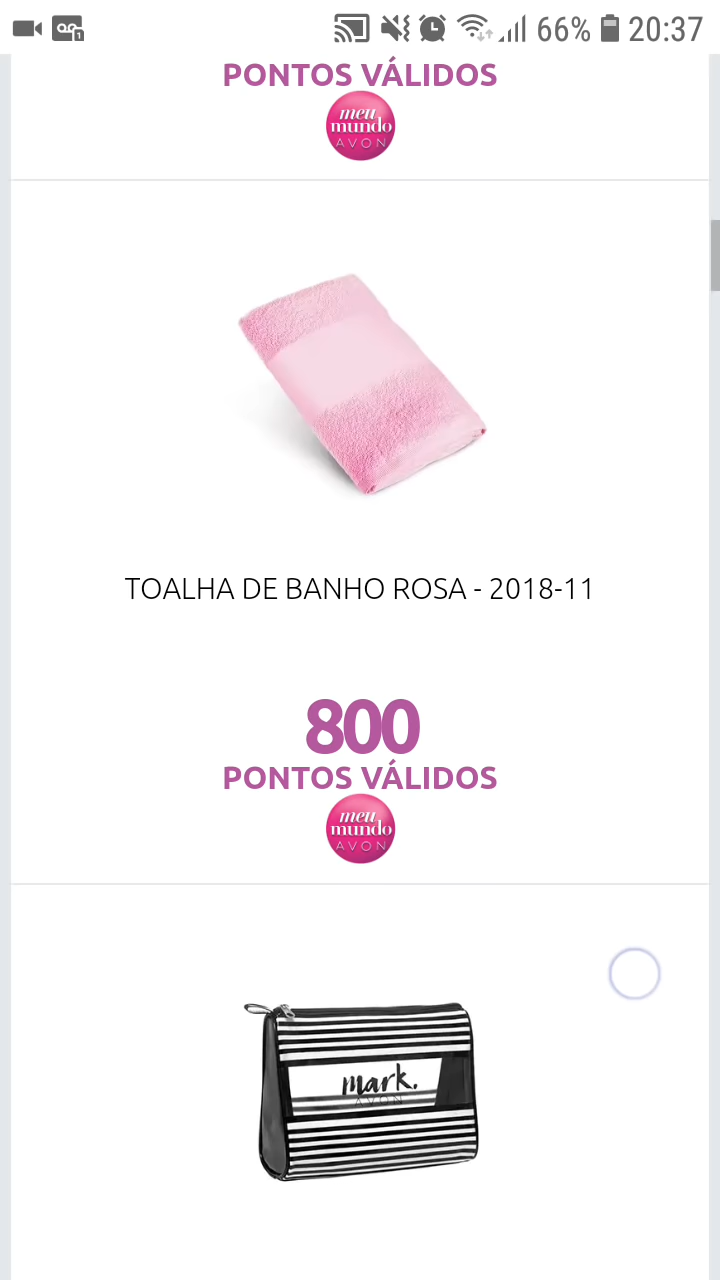 66% 20:37
1
PONTOS VÁLIDOS
meu
mundo
AVON
TOALHA DE BANHO ROSA - 2018-11
800
PONTOS VÁLIDOS
meu
mundo
AVON
mark.
AVON